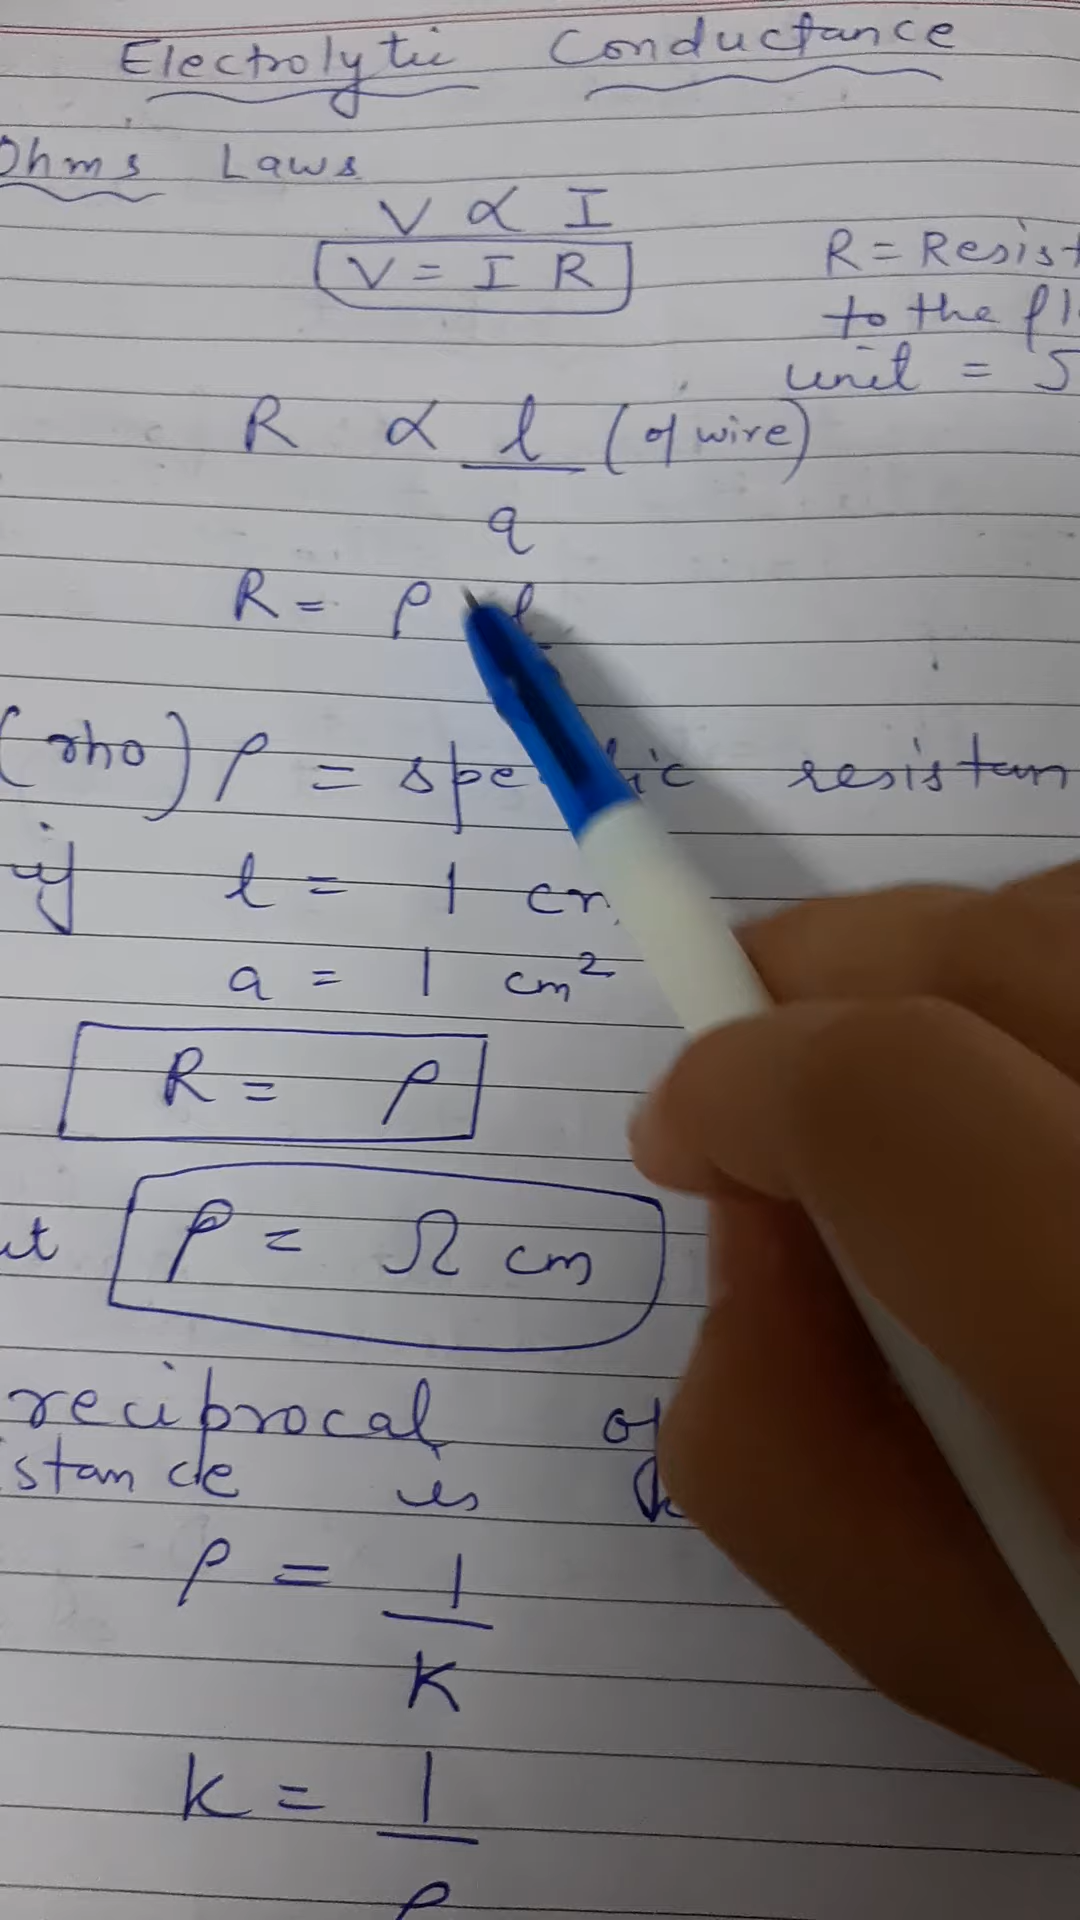 Electrolytic Conductance
Ohms Laws
V ∝ I
V = I R
R = Resist
to the fl
unit =
R ∝ l (of wire)
a
R = ρ l
(rho) ρ = specific resistan
if l = 1 cm
a = 1 cm²
R = ρ
ρ = Ω cm
reciprocal of
stance is k
ρ = 1
K
K = 1
ρ